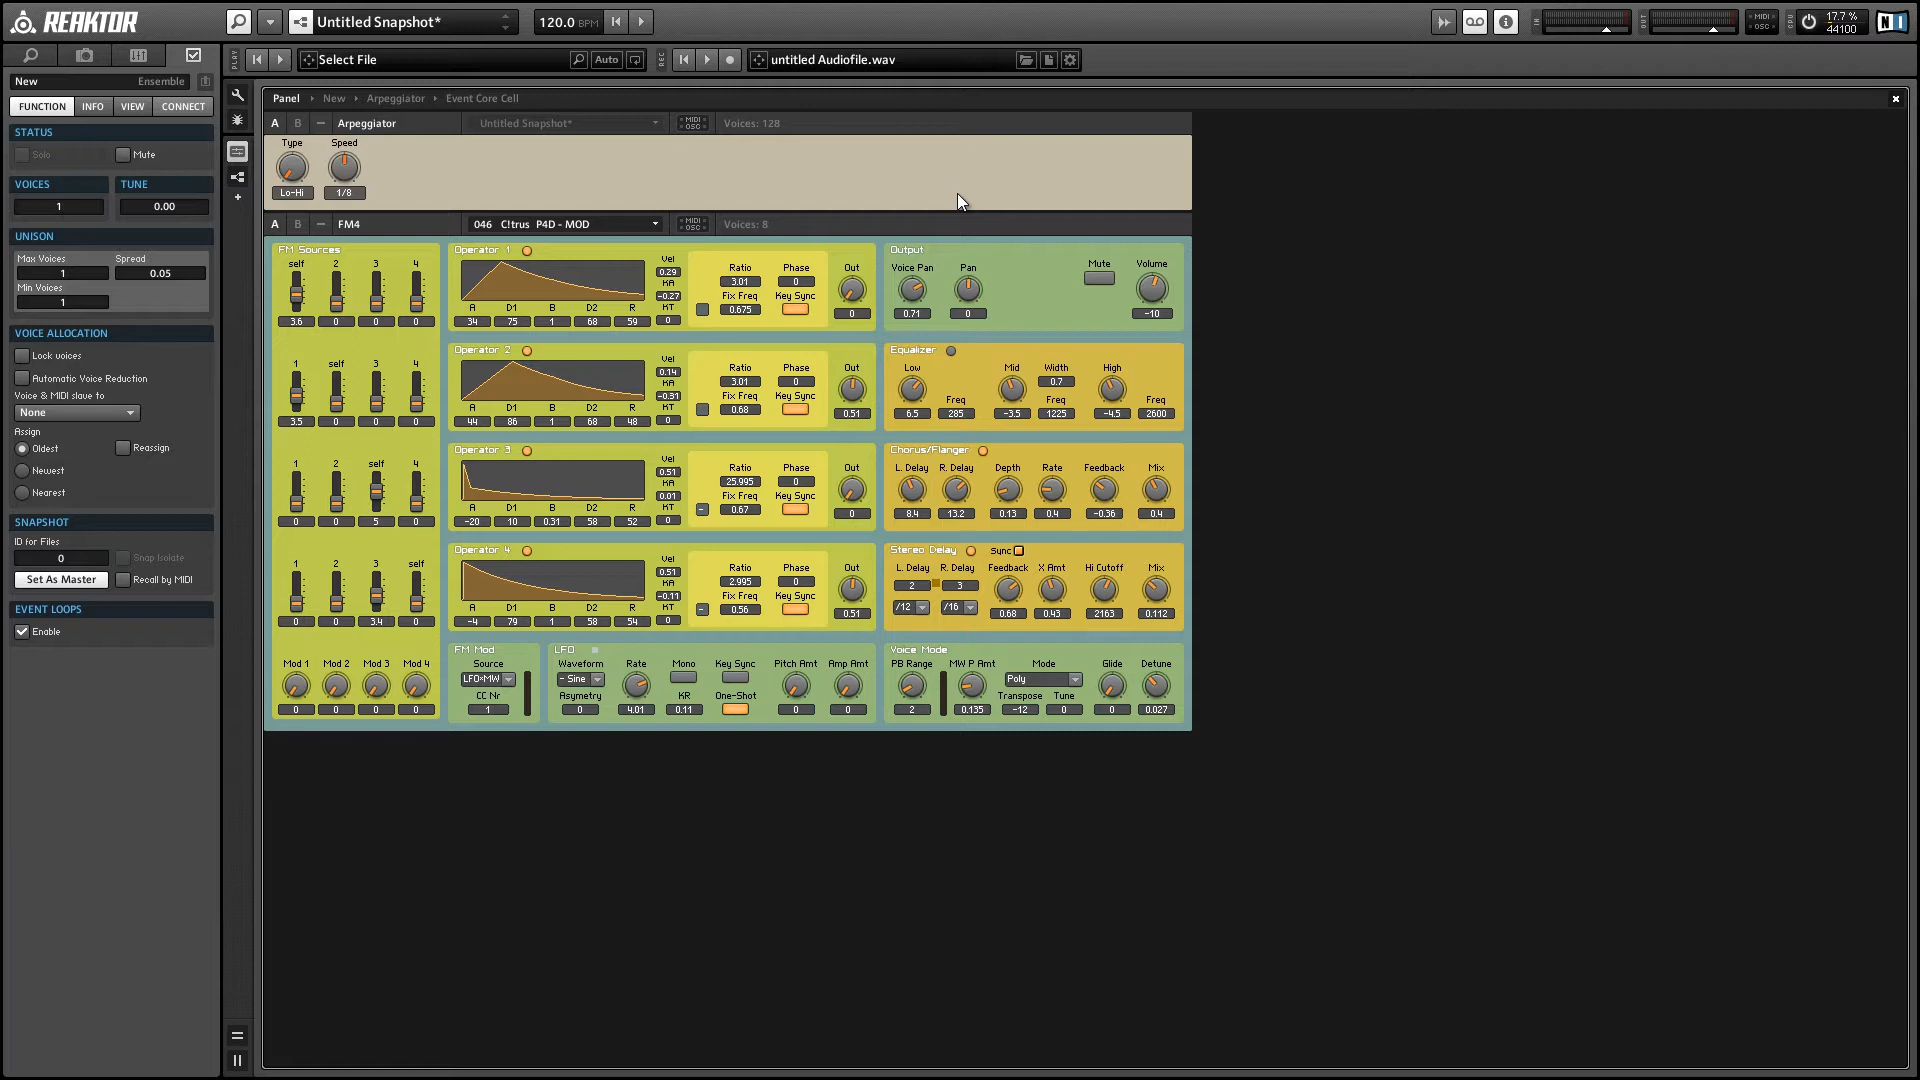 REAKTOR Untitled Snapshot* 120.0 BPM IN OUT MIDI CPU 17.7 % 44100 NI
PLAY Select File Auto REC untitled Audiofile.wav
New Ensemble
FUNCTION INFO VIEW CONNECT
STATUS
Solo Mute
VOICES TUNE
1 0.00
UNISON
Max Voices Spread
1 0.05
Min Voices
1
VOICE ALLOCATION
Lock voices
Automatic Voice Reduction
Voice & MIDI slave to
None
Assign
Oldest Reassign
Newest
Nearest
SNAPSHOT
ID for Files
0 Snap Isolate
Set As Master Recall by MIDI
EVENT LOOPS
Enable
Panel New Arpeggiator Event Core Cell
A B Arpeggiator Untitled Snapshot* MIDI OSC Voices: 128
Type Speed
Lo-Hi 1/8
A B FM4 046 C!trus P4D - MOD MIDI OSC Voices: 8
FM Sources
self 2 3 4
3.6 0 0 0
1 self 3 4
3.5 0 0 0
1 2 self 4
0 0 5 0
1 2 3 self
0 0 3.4 0
Mod 1 Mod 2 Mod 3 Mod 4
0 0 0 0
Operator 1
Vel
0.29
KA
-0.27
KT
0
A D1 B D2 R
34 75 1 68 59
Ratio Phase Out
3.01 0
Fix Freq Key Sync
0.675 0
Operator 2
Vel
0.14
KA
-0.31
KT
0
A D1 B D2 R
44 86 1 68 48
Ratio Phase Out
3.01 0
Fix Freq Key Sync
0.68 0.51
Operator 3
Vel
0.51
KA
0.01
KT
0
A D1 B D2 R
-20 10 0.31 58 52
Ratio Phase Out
25.995 0
Fix Freq Key Sync
0.67 0
Operator 4
Vel
0.51
KA
-0.11
KT
0
A D1 B D2 R
-4 79 1 58 54
Ratio Phase Out
2.995 0
Fix Freq Key Sync
0.56 0.51
FM Mod
Source
LFO*MW
CC Nr
1
LFO
Waveform Rate Mono Key Sync Pitch Amt Amp Amt
- Sine
Asymetry KR One-Shot
0 4.01 0.11 0 0
Output
Voice Pan Pan Mute Volume
0.71 0 -10
Equalizer
Low Mid Width High
0.7
Freq Freq Freq
6.5 285 -3.5 1225 -4.5 2600
Chorus/Flanger
L. Delay R. Delay Depth Rate Feedback Mix
8.4 13.2 0.13 0.4 -0.36 0.4
Stereo Delay Sync
L. Delay R. Delay Feedback X Amt Hi Cutoff Mix
2 3
/12 /16 0.68 0.43 2163 0.112
Voice Mode
PB Range MW P Amt Mode Glide Detune
Poly
Transpose Tune
2 0.135 -12 0 0 0.027